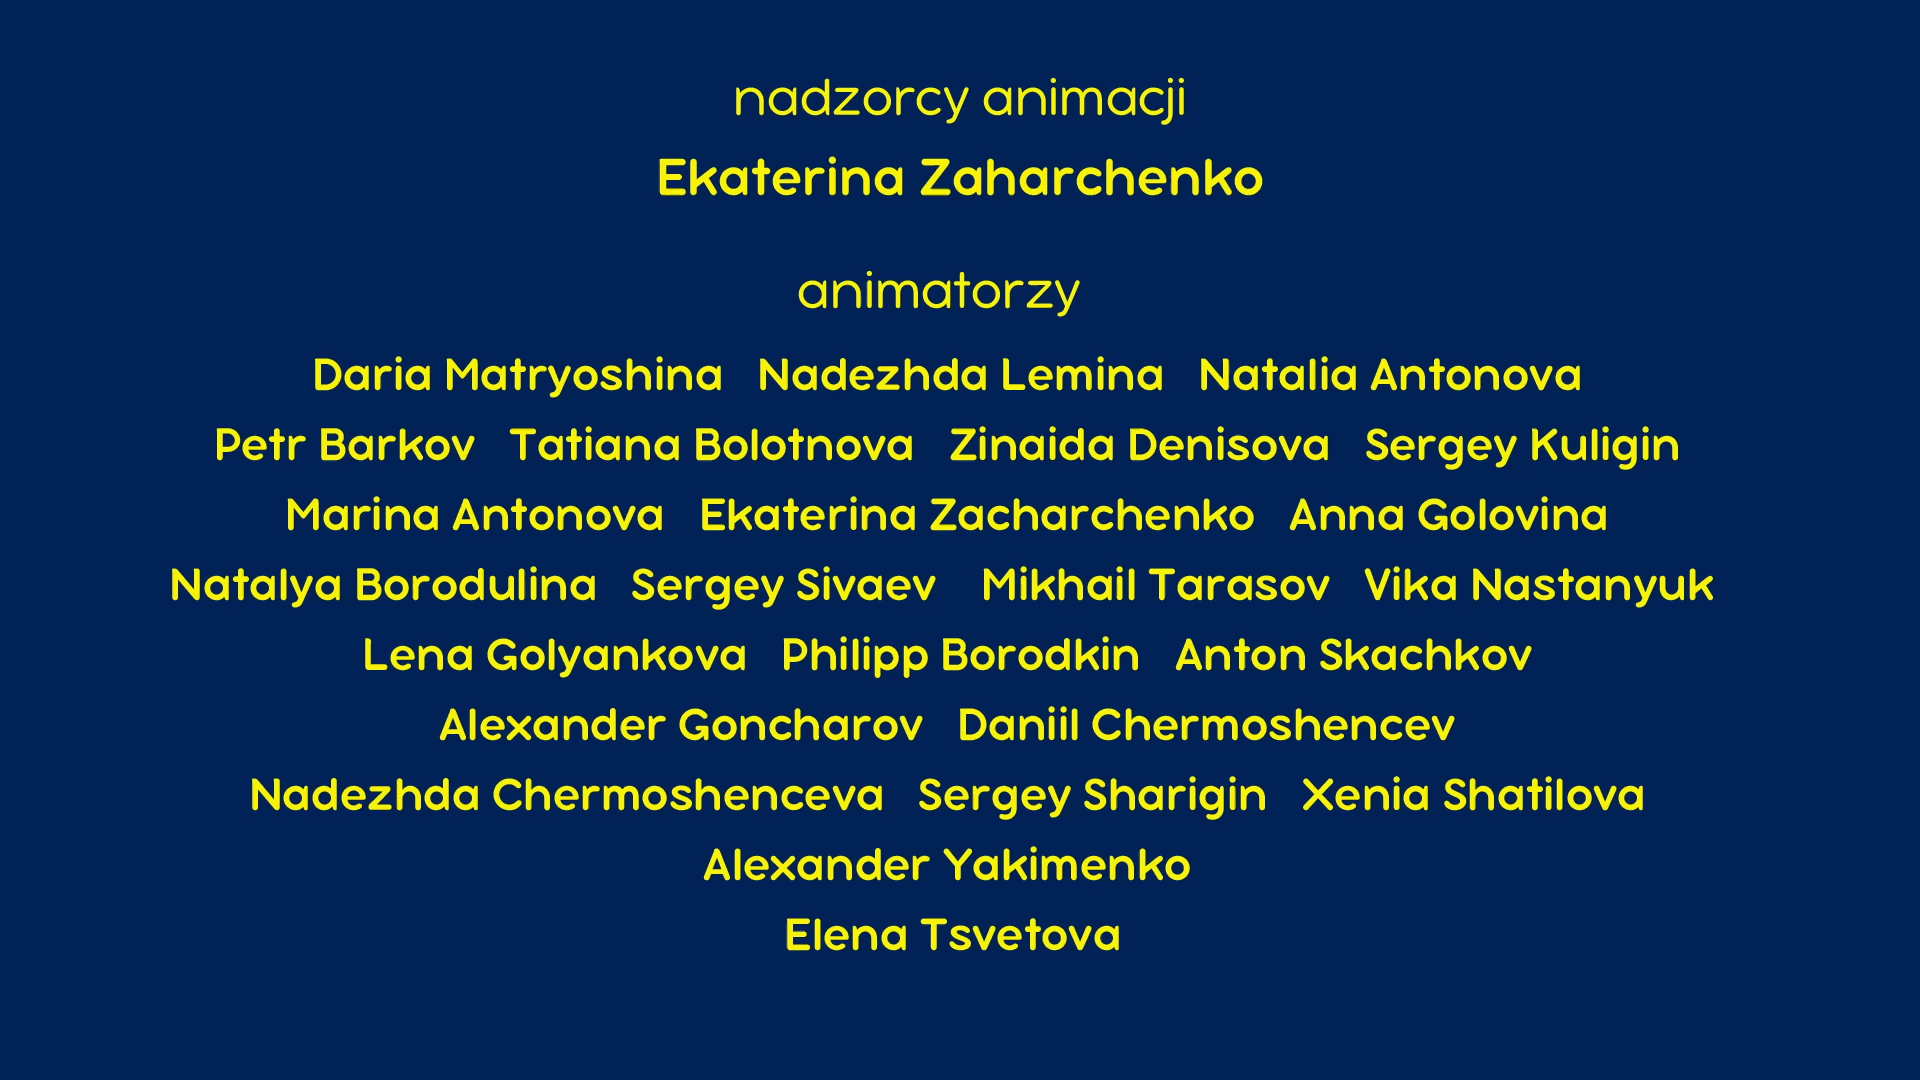 nadzorcy animacji
Ekaterina Zaharchenko
animatorzy
Daria Matryoshina Nadezhda Lemina Natalia Antonova
Petr Barkov Tatiana Bolotnova Zinaida Denisova Sergey Kuligin
Marina Antonova Ekaterina Zacharchenko Anna Golovina
Natalya Borodulina Sergey Sivaev Mikhail Tarasov Vika Nastanyuk
Lena Golyankova Philipp Borodkin Anton Skachkov
Alexander Goncharov Daniil Chermoshencev
Nadezhda Chermoshenceva Sergey Sharigin Xenia Shatilova
Alexander Yakimenko
Elena Tsvetova